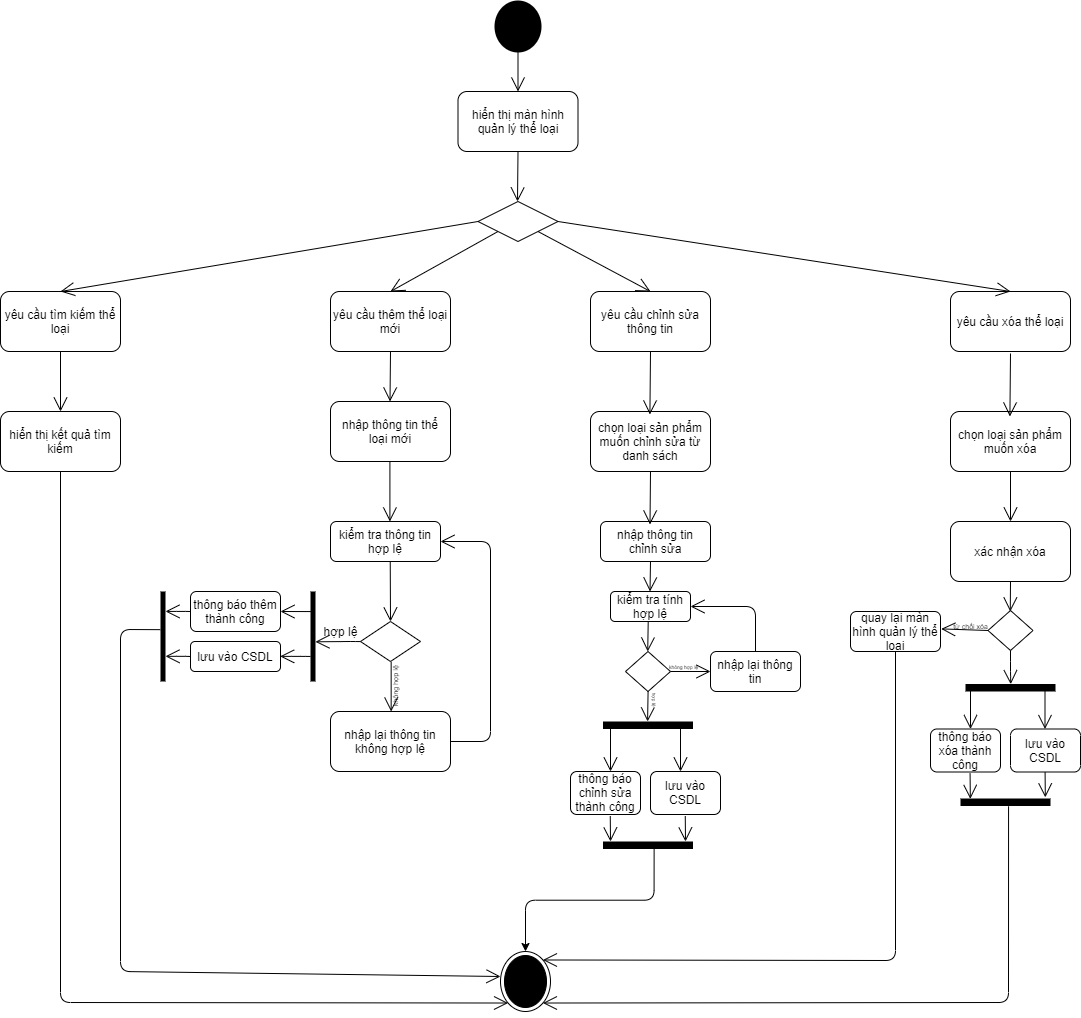 hiển thị màn hình
quản lý thể loại
yêu cầu tìm kiếm thể
loại
yêu cầu thêm thể loại
mới
yêu cầu chỉnh sửa
thông tin
yêu cầu xóa thể loại
hiển thị kết quả tìm
kiếm
nhập thông tin thể
loại mới
chọn loại sản phẩm
muốn chỉnh sửa từ
danh sách
chọn loại sản phẩm
muốn xóa
kiểm tra thông tin
hợp lệ
nhập thông tin
chỉnh sửa
xác nhận xóa
thông báo thêm
thành công
lưu vào CSDL
hợp lệ
không hợp lệ
nhập lại thông tin
không hợp lệ
kiểm tra tính
hợp lệ
không hợp lệ
nhập lại thông
tin
hợp lệ
quay lại màn
hình quản lý thể
loại
từ chối xóa
thông báo
chỉnh sửa
thành công
lưu vào
CSDL
thông báo
xóa thành
công
lưu vào
CSDL